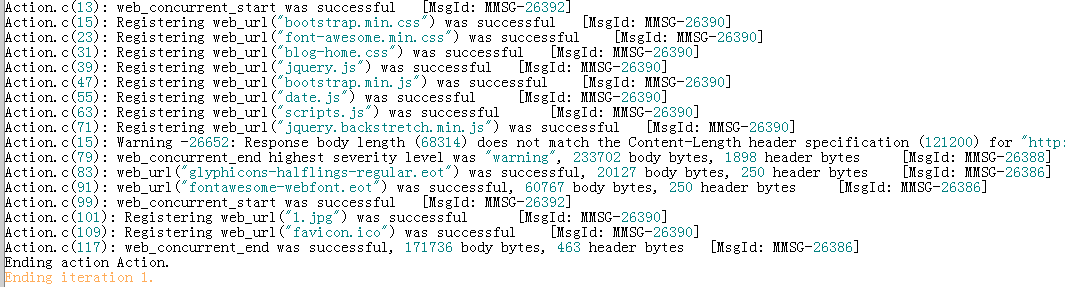 Action.c(13): web_concurrent_start was successful [MsgId: MMSG-26392]
Action.c(15): Registering web_url("bootstrap.min.css") was successful [MsgId: MMSG-26390]
Action.c(23): Registering web_url("font-awesome.min.css") was successful [MsgId: MMSG-26390]
Action.c(31): Registering web_url("blog-home.css") was successful [MsgId: MMSG-26390]
Action.c(39): Registering web_url("jquery.js") was successful [MsgId: MMSG-26390]
Action.c(47): Registering web_url("bootstrap.min.js") was successful [MsgId: MMSG-26390]
Action.c(55): Registering web_url("date.js") was successful [MsgId: MMSG-26390]
Action.c(63): Registering web_url("scripts.js") was successful [MsgId: MMSG-26390]
Action.c(71): Registering web_url("jquery.backstretch.min.js") was successful [MsgId: MMSG-26390]
Action.c(15): Warning -26652: Response body length (68314) does not match the Content-Length header specification (121200) for "http:
Action.c(79): web_concurrent_end highest severity level was "warning", 233702 body bytes, 1898 header bytes [MsgId: MMSG-26388]
Action.c(83): web_url("glyphicons-halflings-regular.eot") was successful, 20127 body bytes, 250 header bytes [MsgId: MMSG-26386]
Action.c(91): web_url("fontawesome-webfont.eot") was successful, 60767 body bytes, 250 header bytes [MsgId: MMSG-26386]
Action.c(99): web_concurrent_start was successful [MsgId: MMSG-26392]
Action.c(101): Registering web_url("1.jpg") was successful [MsgId: MMSG-26390]
Action.c(109): Registering web_url("favicon.ico") was successful [MsgId: MMSG-26390]
Action.c(117): web_concurrent_end was successful, 171736 body bytes, 463 header bytes [MsgId: MMSG-26386]
Ending action Action.
Ending iteration 1.